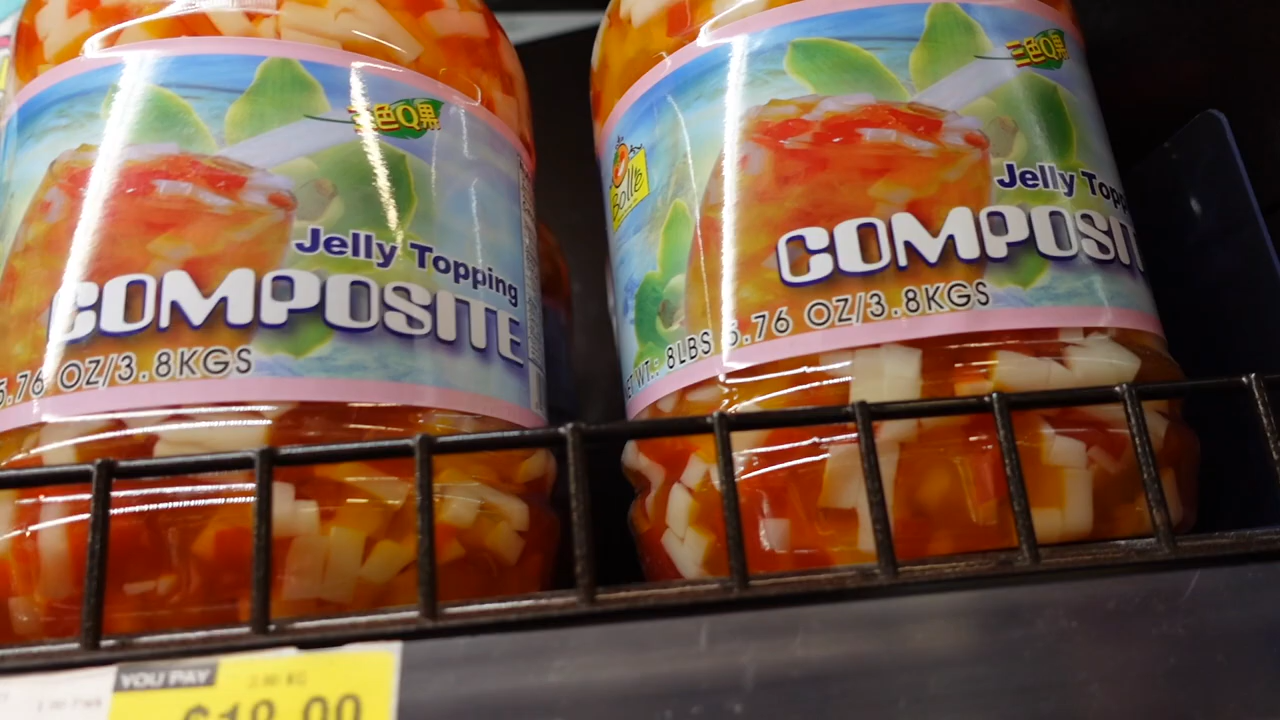 三色Q果
Jelly Topping
COMPOSITE
5.76 OZ/3.8KGS
三色Q果
Bolle
Jelly Topp
COMPOSIT
ET WT.: 8LBS 5.76 OZ/3.8KGS
YOU PAY